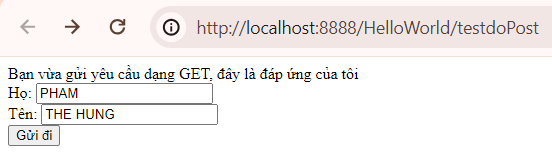 http://localhost:8888/HelloWorld/testdoPost
Bạn vừa gửi yêu cầu dạng GET, đây là đáp ứng của tôi
Họ: PHAM
Tên: THE HUNG
Gửi đi